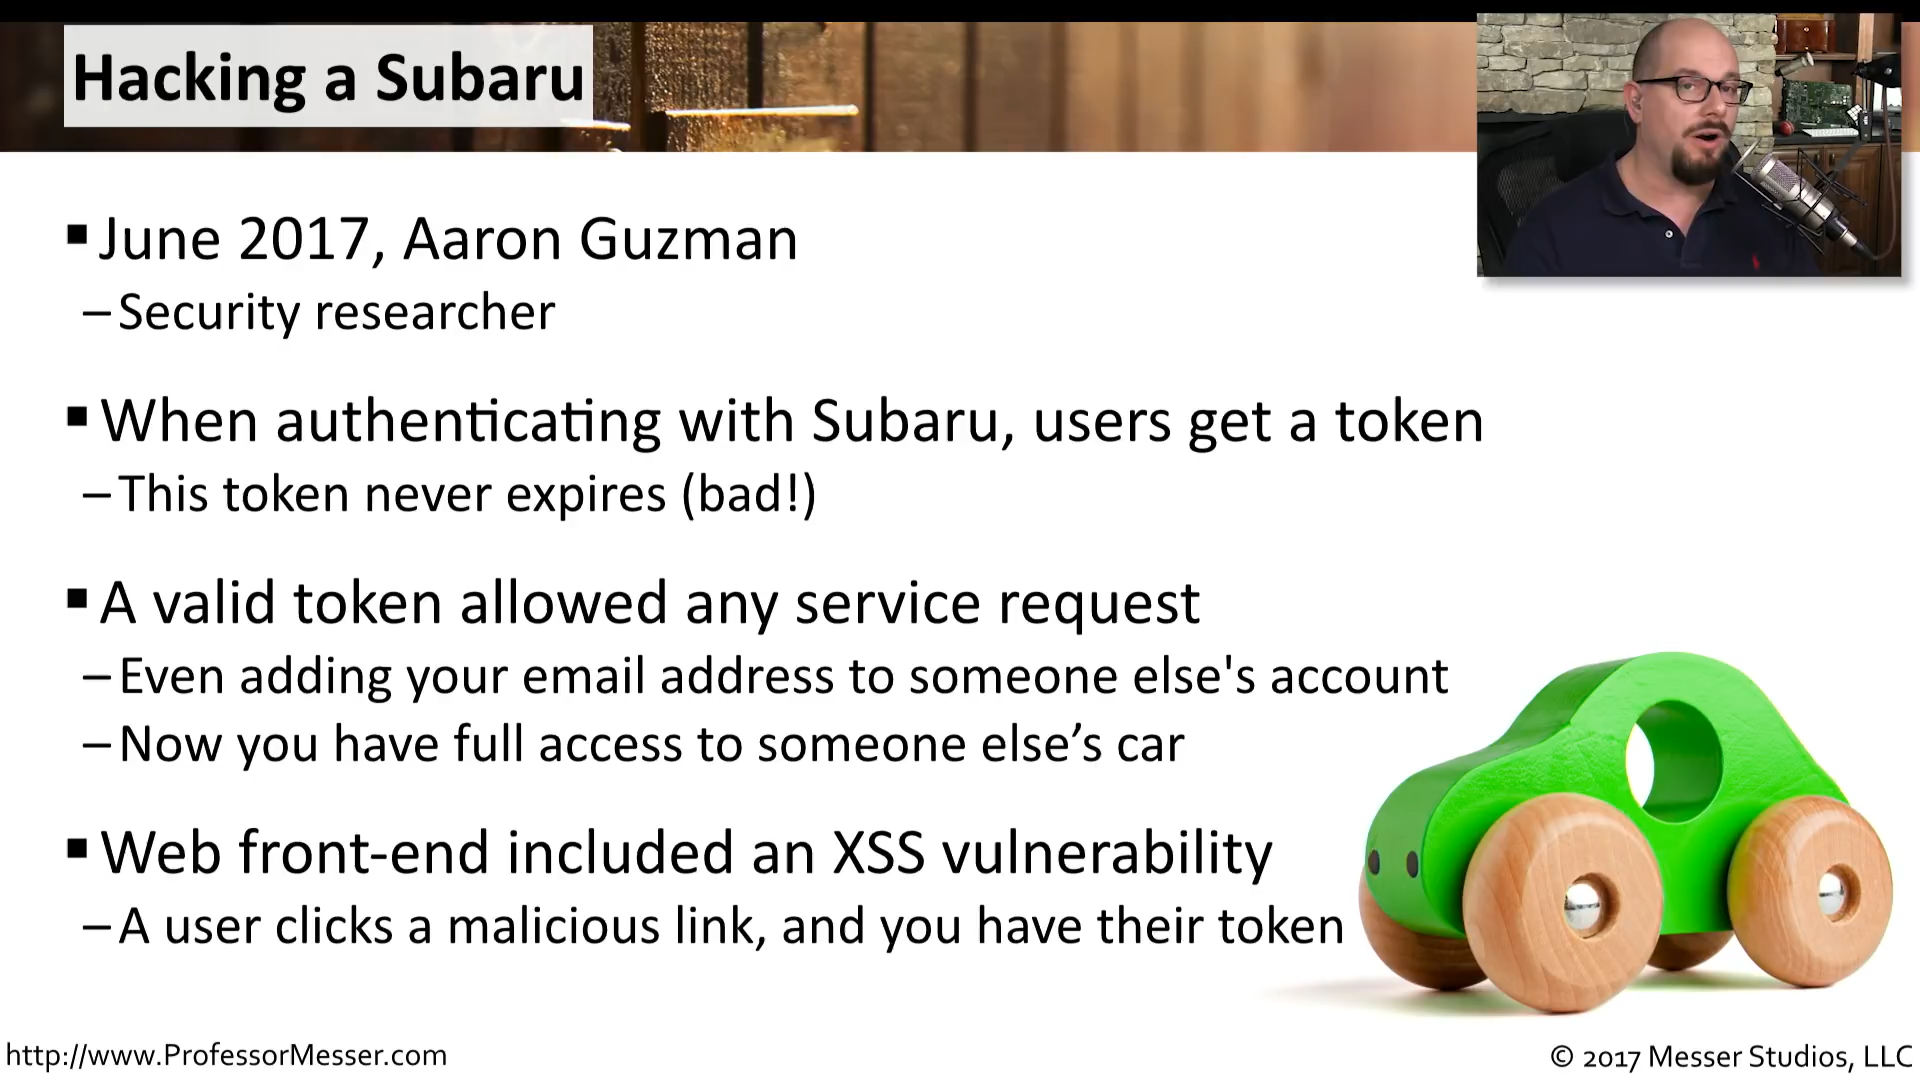 Hacking a Subaru
▪ June 2017, Aaron Guzman
– Security researcher
▪ When authenticating with Subaru, users get a token
– This token never expires (bad!)
▪ A valid token allowed any service request
– Even adding your email address to someone else's account
– Now you have full access to someone else’s car
▪ Web front-end included an XSS vulnerability
– A user clicks a malicious link, and you have their token
http://www.ProfessorMesser.com
© 2017 Messer Studios, LLC